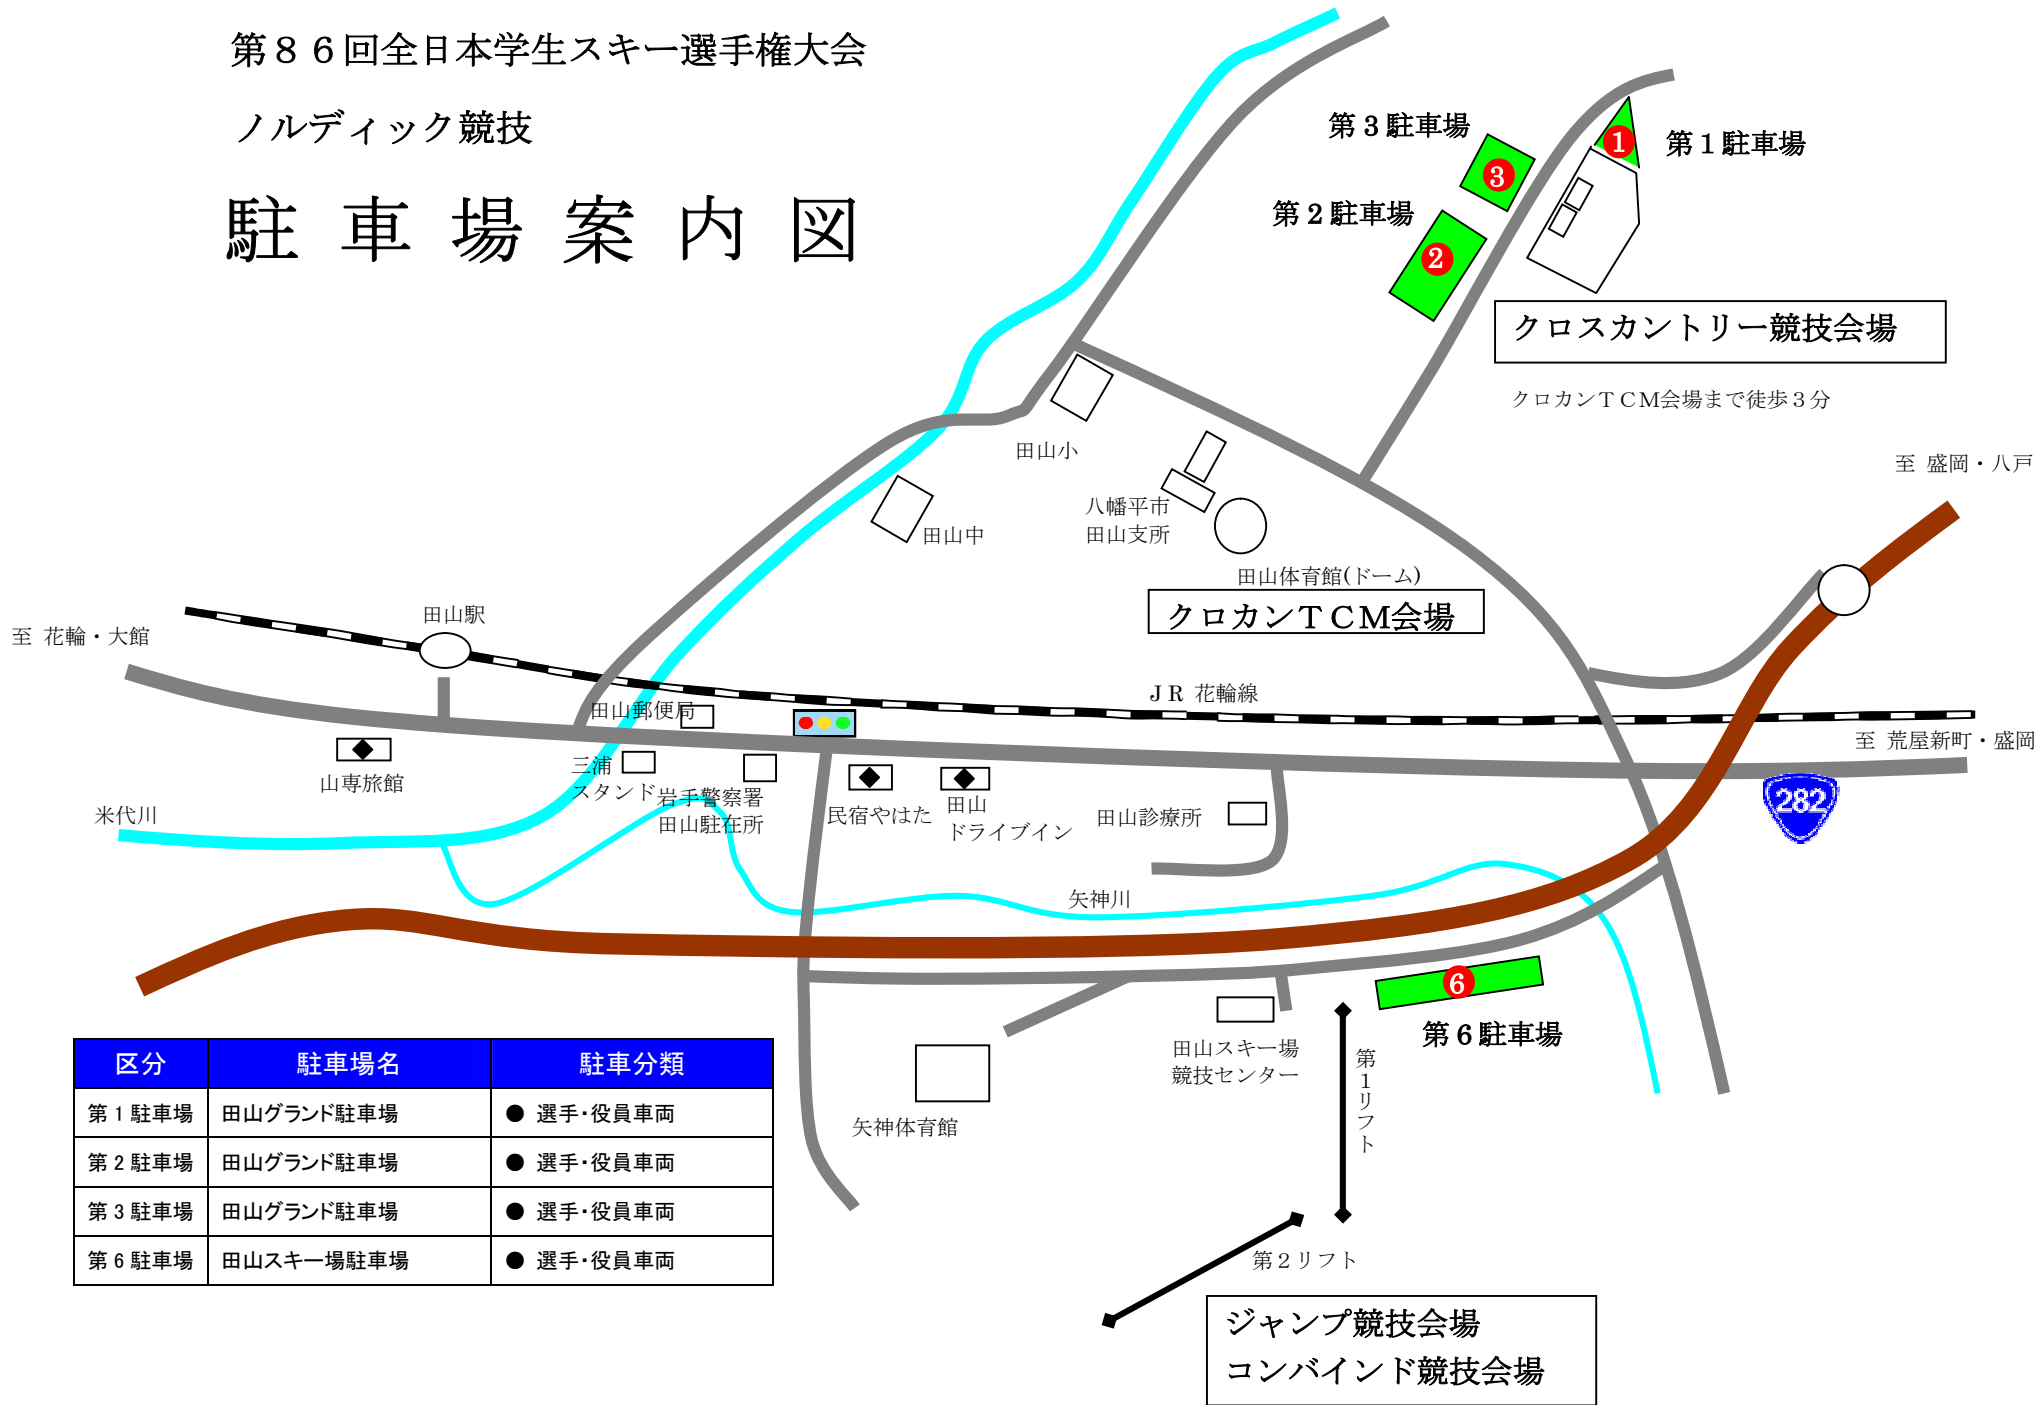 第８６回全日本学生スキー選手権大会
ノルディック競技
駐車場案内図
第３駐車場
第１駐車場
第２駐車場
1
3
2
クロスカントリー競技会場
クロカンＴＣＭ会場まで徒歩３分
至 盛岡・八戸
田山小
八幡平市
田山支所
田山中
田山体育館(ドーム)
クロカンＴＣＭ会場
田山駅
至 花輪・大館
ＪＲ 花輪線
田山郵便局
至 荒屋新町・盛岡
山専旅館
三浦
スタンド
岩手警察署
田山駐在所
民宿やはた
田山
ドライブイン
田山診療所
282
米代川
矢神川
6
第６駐車場
田山スキー場
競技センター
第１リフト
矢神体育館
第２リフト
ジャンプ競技会場
コンバインド競技会場
区分 駐車場名 駐車分類
第１駐車場 田山グランド駐車場 ● 選手・役員車両
第２駐車場 田山グランド駐車場 ● 選手・役員車両
第３駐車場 田山グランド駐車場 ● 選手・役員車両
第６駐車場 田山スキー場駐車場 ● 選手・役員車両